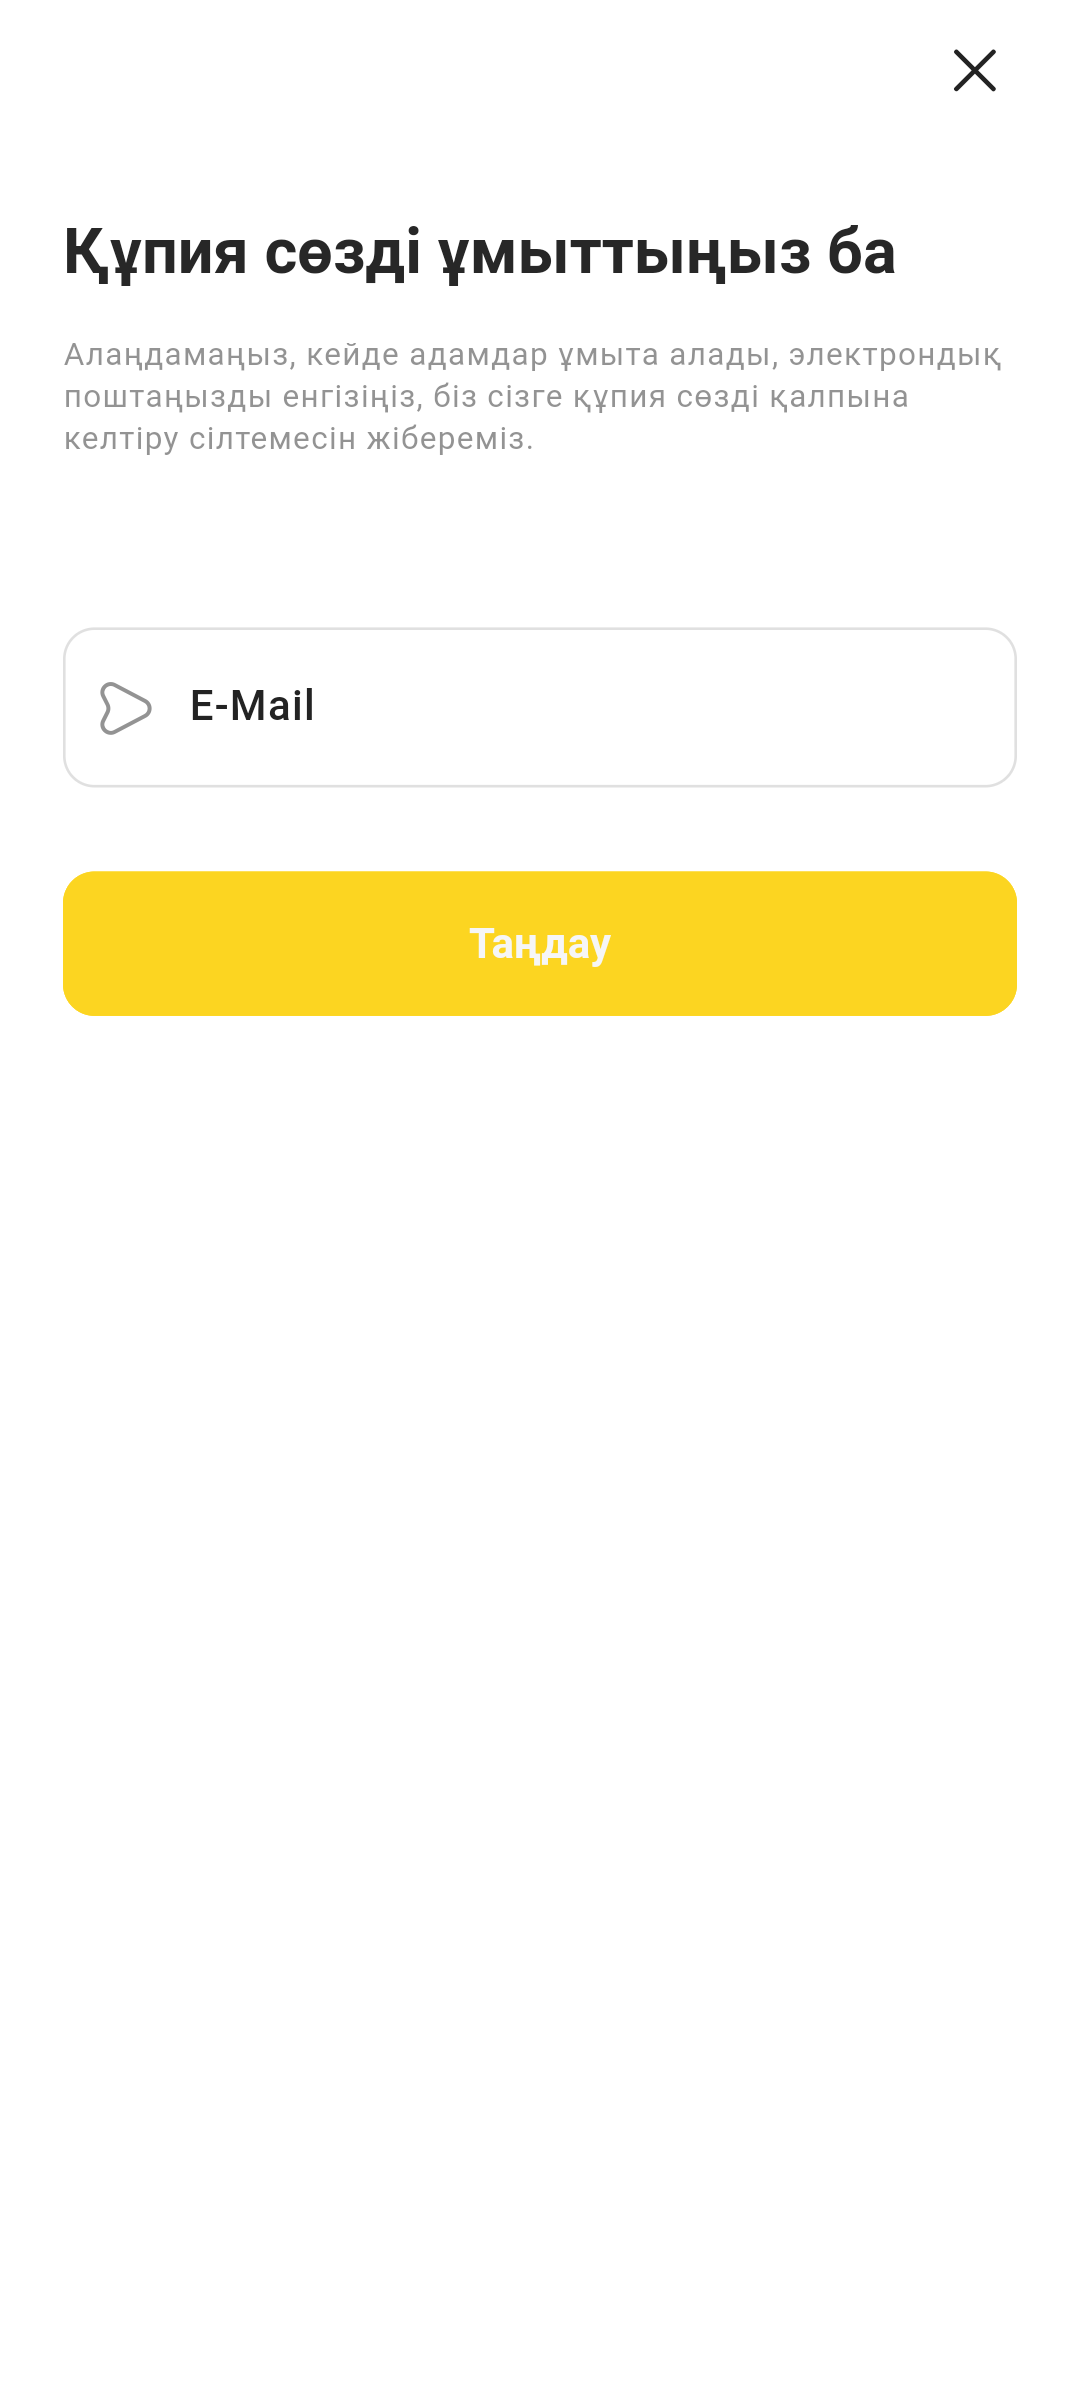 Құпия сөзді ұмыттыңыз ба
Алаңдамаңыз, кейде адамдар ұмыта алады, электрондық
поштаңызды енгізіңіз, біз сізге құпия сөзді қалпына
келтіру сілтемесін жібереміз.
E-Mail
Таңдау